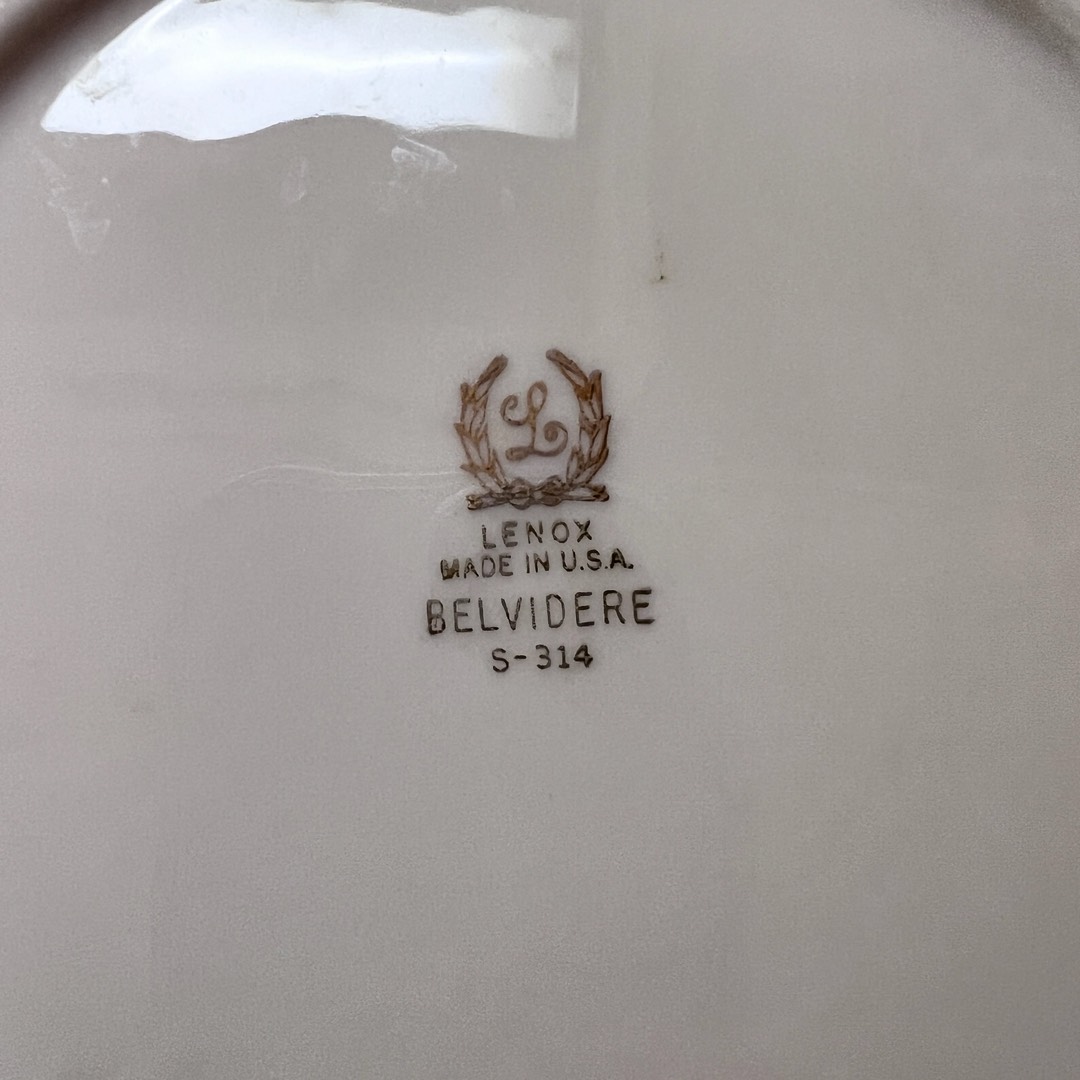 L
LENOX
MADE IN U.S.A.
BELVIDERE
S-314